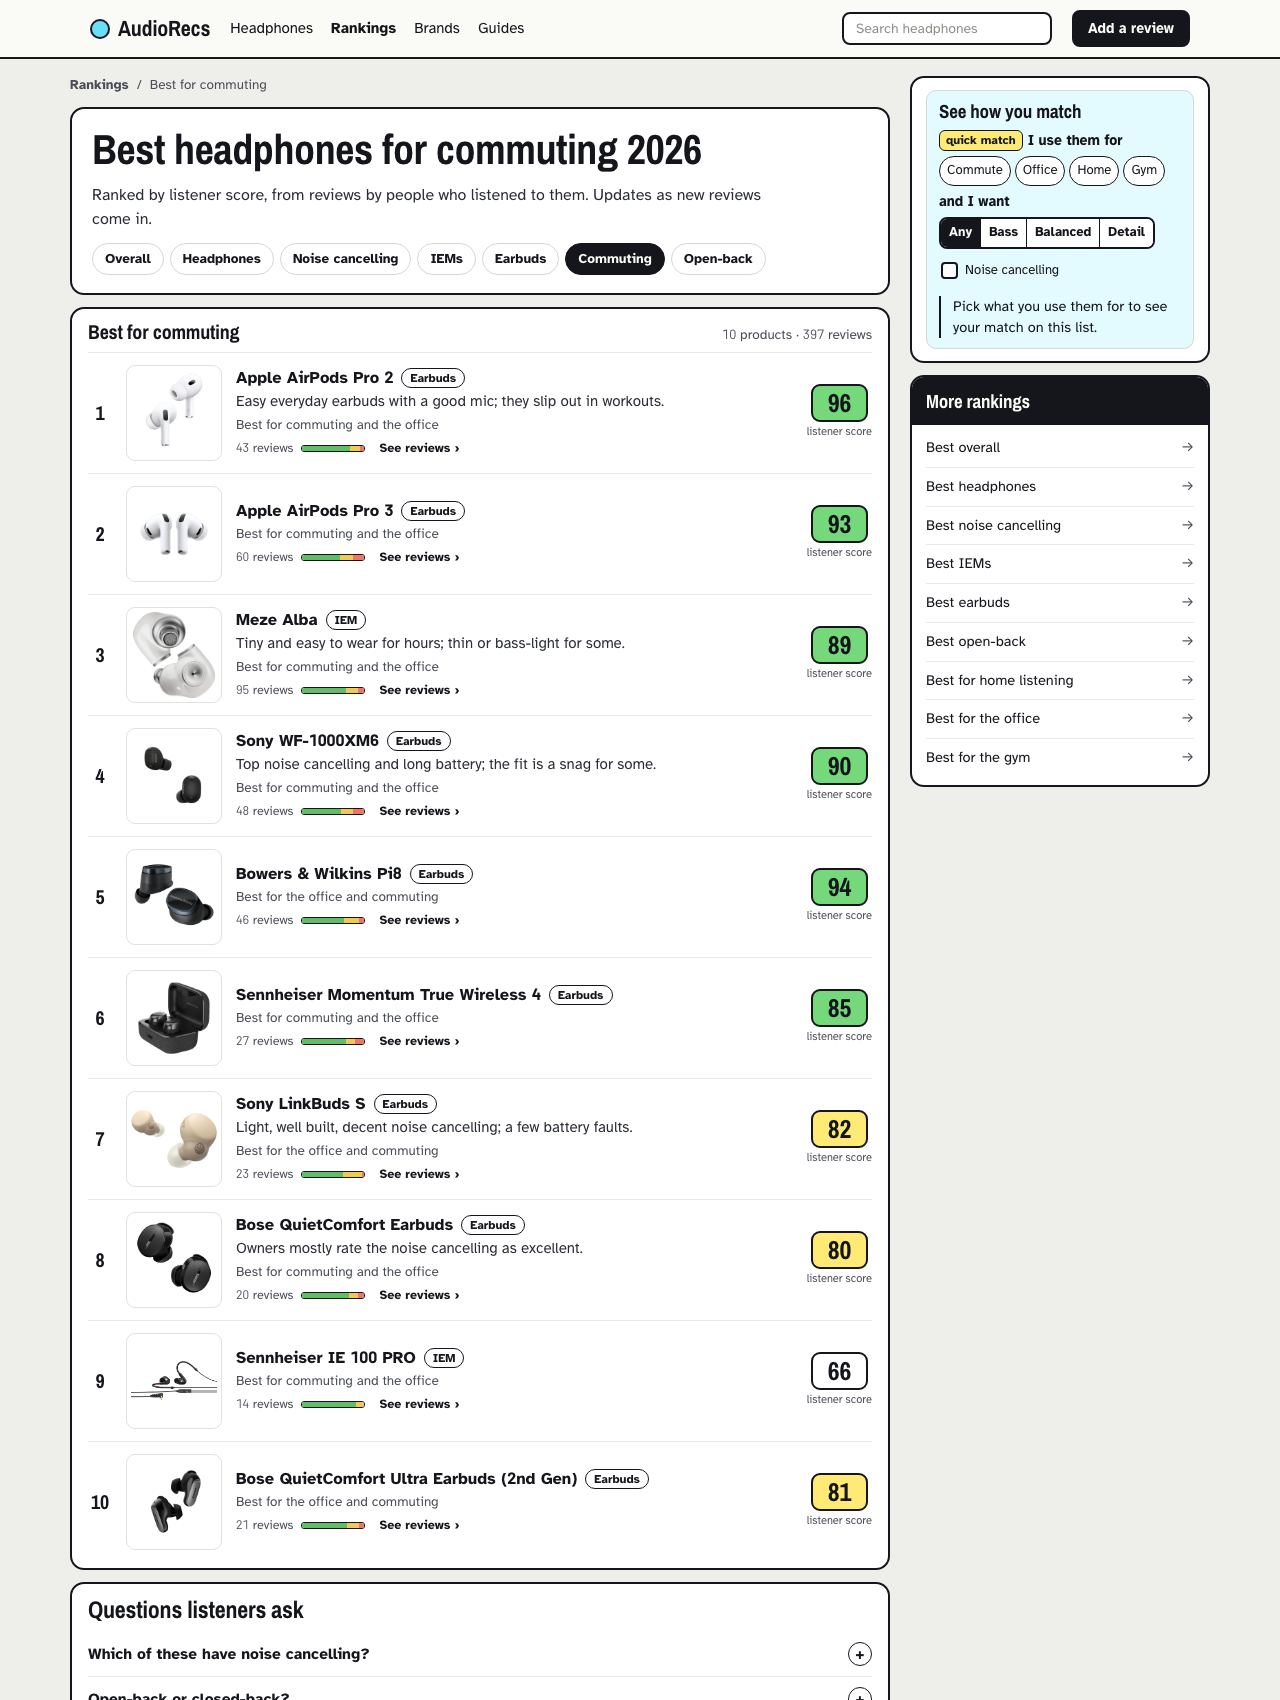 AudioRecs
Headphones
Rankings
Brands
Guides
Search headphones
Add a review
Rankings / Best for commuting
Best headphones for commuting 2026
Ranked by listener score, from reviews by people who listened to them. Updates as new reviews
come in.
Overall
Headphones
Noise cancelling
IEMs
Earbuds
Commuting
Open-back
Best for commuting
10 products · 397 reviews
1
Apple AirPods Pro 2 Earbuds
Easy everyday earbuds with a good mic; they slip out in workouts.
Best for commuting and the office
43 reviews See reviews ›
96
listener score
2
Apple AirPods Pro 3 Earbuds
Best for commuting and the office
60 reviews See reviews ›
93
listener score
3
Meze Alba IEM
Tiny and easy to wear for hours; thin or bass-light for some.
Best for commuting and the office
95 reviews See reviews ›
89
listener score
4
Sony WF-1000XM6 Earbuds
Top noise cancelling and long battery; the fit is a snag for some.
Best for commuting and the office
48 reviews See reviews ›
90
listener score
5
Bowers & Wilkins Pi8 Earbuds
Best for the office and commuting
46 reviews See reviews ›
94
listener score
6
Sennheiser Momentum True Wireless 4 Earbuds
Best for commuting and the office
27 reviews See reviews ›
85
listener score
7
Sony LinkBuds S Earbuds
Light, well built, decent noise cancelling; a few battery faults.
Best for the office and commuting
23 reviews See reviews ›
82
listener score
8
Bose QuietComfort Earbuds Earbuds
Owners mostly rate the noise cancelling as excellent.
Best for commuting and the office
20 reviews See reviews ›
80
listener score
9
Sennheiser IE 100 PRO IEM
Best for commuting and the office
14 reviews See reviews ›
66
listener score
10
Bose QuietComfort Ultra Earbuds (2nd Gen) Earbuds
Best for the office and commuting
21 reviews See reviews ›
81
listener score
Questions listeners ask
Which of these have noise cancelling? +
Open-back or closed-back? +
See how you match
quick match I use them for
Commute Office Home Gym
and I want
Any Bass Balanced Detail
Noise cancelling
Pick what you use them for to see
your match on this list.
More rankings
Best overall →
Best headphones →
Best noise cancelling →
Best IEMs →
Best earbuds →
Best open-back →
Best for home listening →
Best for the office →
Best for the gym →